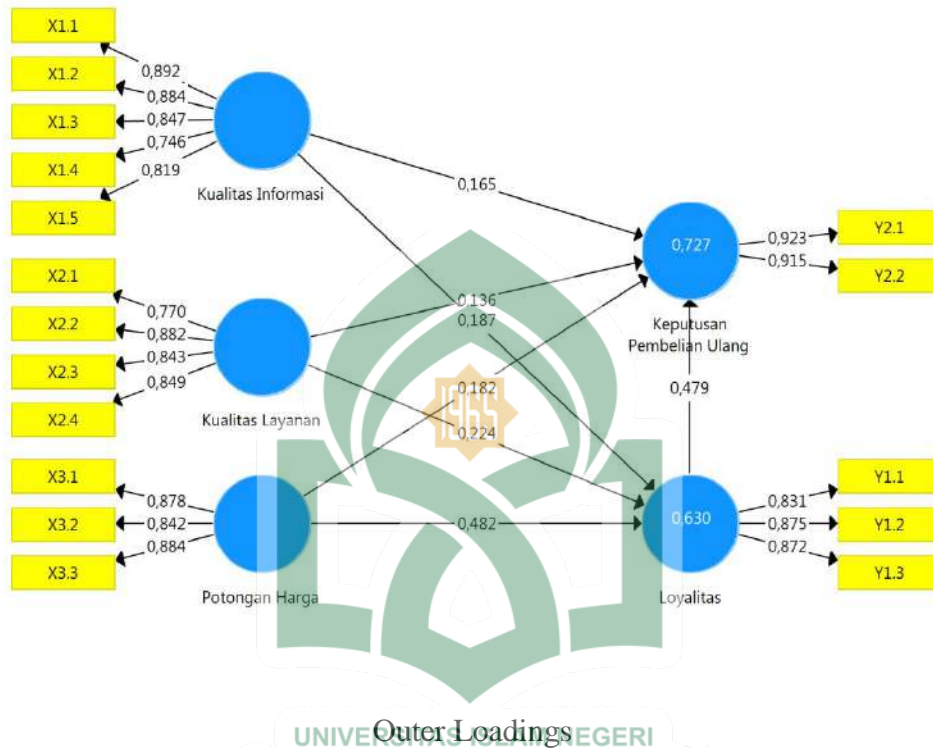 X1.1
X1.2
X1.3
X1.4
X1.5
0,892
0,884
0,847
0,746
0,819
Kualitas Informasi
0,165
X2.1
X2.2
X2.3
X2.4
0,770
0,882
0,843
0,849
Kualitas Layanan
0,136
0,187
0,182
0,224
1965
0,727
Keputusan
Pembelian Ulang
0,923
0,915
Y2.1
Y2.2
0,479
X3.1
X3.2
X3.3
0,878
0,842
0,884
Potongan Harga
0,482
0,630
Loyalitas
0,831
0,875
0,872
Y1.1
Y1.2
Y1.3
Outer Loadings
UNIVERSITAS ISLAM NEGERI